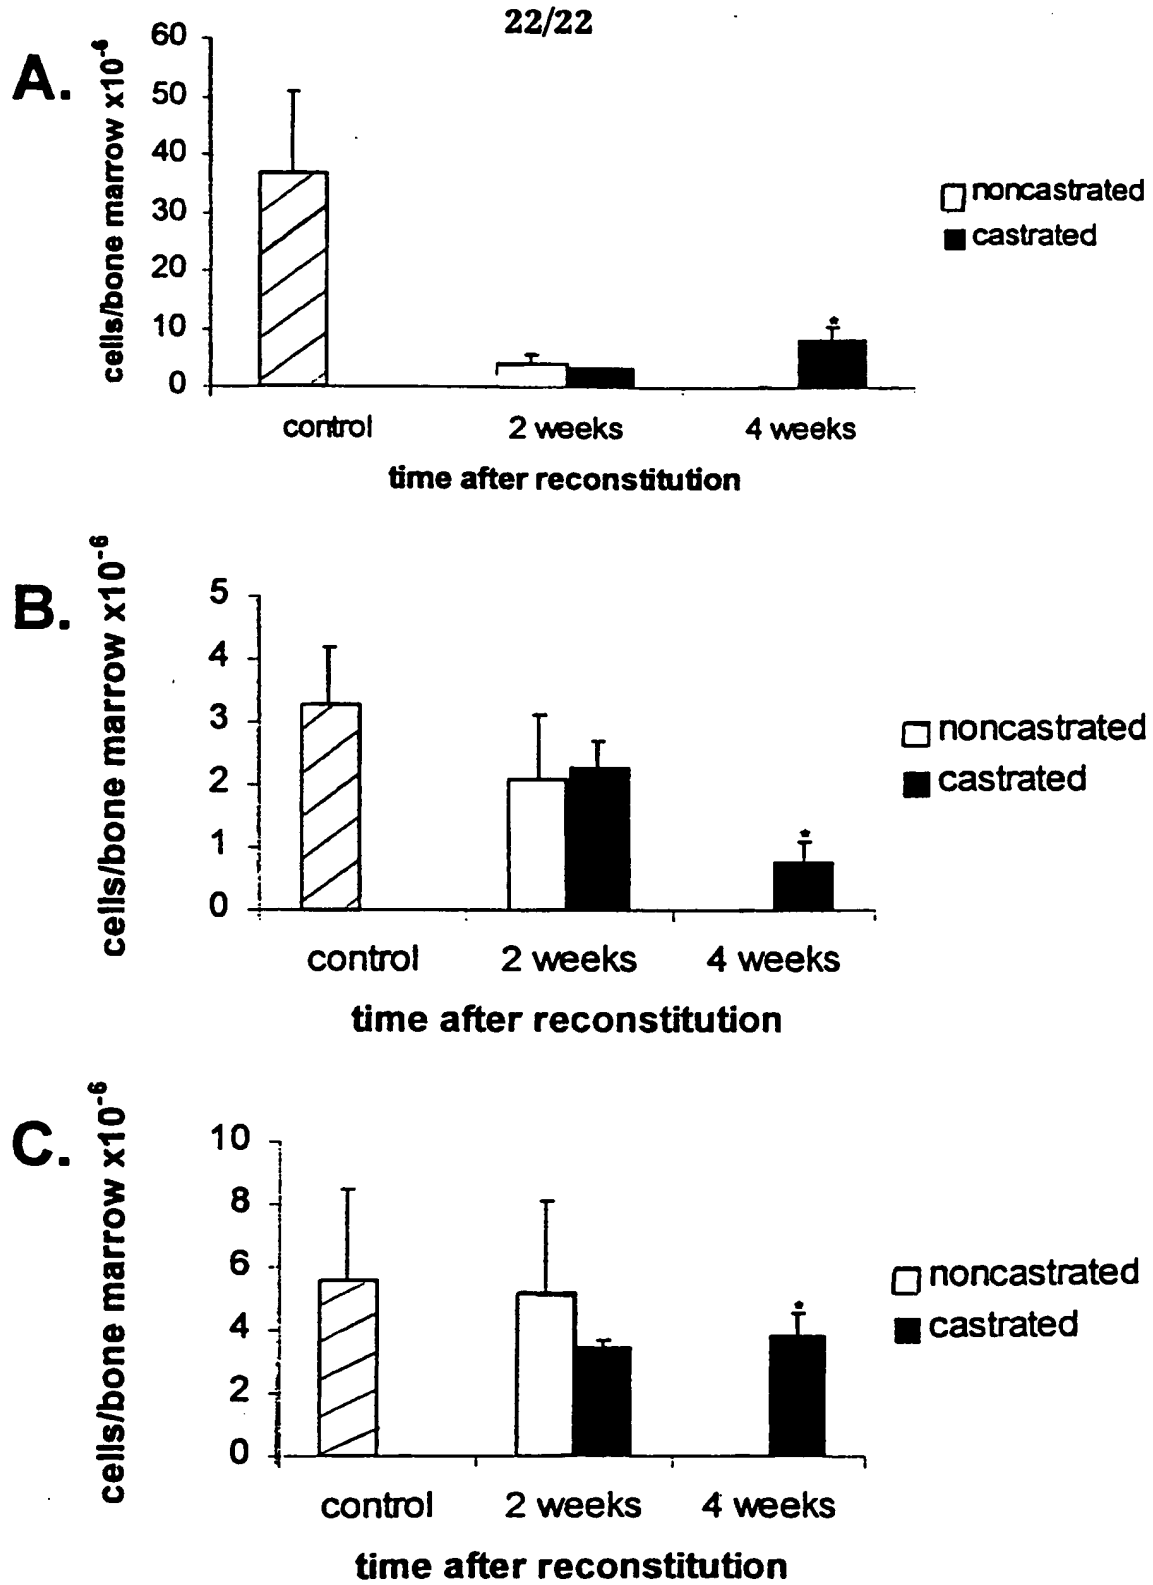 22/22
A.
cells/bone marrow x10⁻⁶
60
50
40
30
20
10
0
*
noncastrated
castrated
control
2 weeks
4 weeks
time after reconstitution
B.
cells/bone marrow x10⁻⁶
5
4
3
2
1
0
*
noncastrated
castrated
control
2 weeks
4 weeks
time after reconstitution
C.
cells/bone marrow x10⁻⁶
10
8
6
4
2
0
*
noncastrated
castrated
control
2 weeks
4 weeks
time after reconstitution